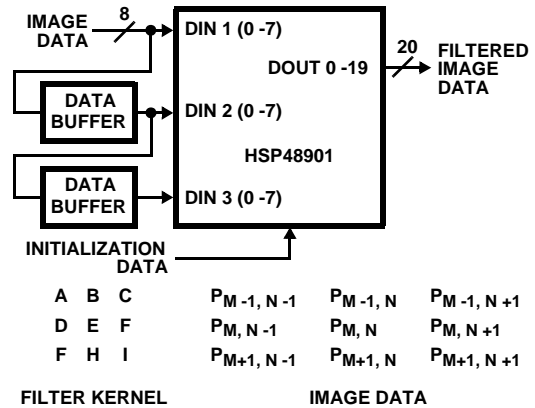 IMAGE
DATA
8
DIN 1 (0 -7)
DOUT 0 -19
20
FILTERED
IMAGE
DATA
DATA
BUFFER
DIN 2 (0 -7)
HSP48901
DATA
BUFFER
DIN 3 (0 -7)
INITIALIZATION
DATA
A B C PM -1, N -1 PM -1, N PM -1, N +1
D E F PM, N -1 PM, N PM, N +1
F H I PM+1, N -1 PM+1, N PM+1, N +1
FILTER KERNEL IMAGE DATA